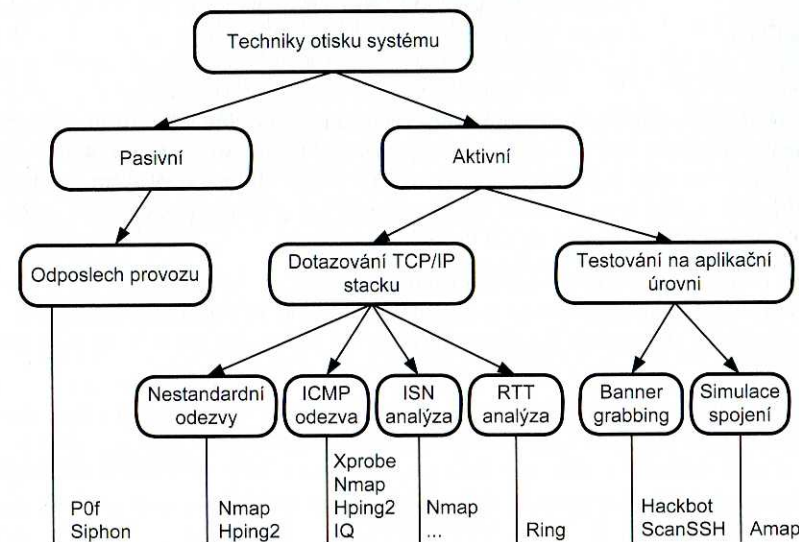 Techniky otisku systému
Pasivní
Aktivní
Odposlech provozu
Dotazování TCP/IP
stacku
Testování na aplikační
úrovni
Nestandardní
odezvy
ICMP
odezva
ISN
analýza
RTT
analýza
Banner
grabbing
Simulace
spojení
P0f
Siphon
Nmap
Hping2
Xprobe
Nmap
Hping2
IQ
Nmap
...
Ring
Hackbot
ScanSSH
Amap